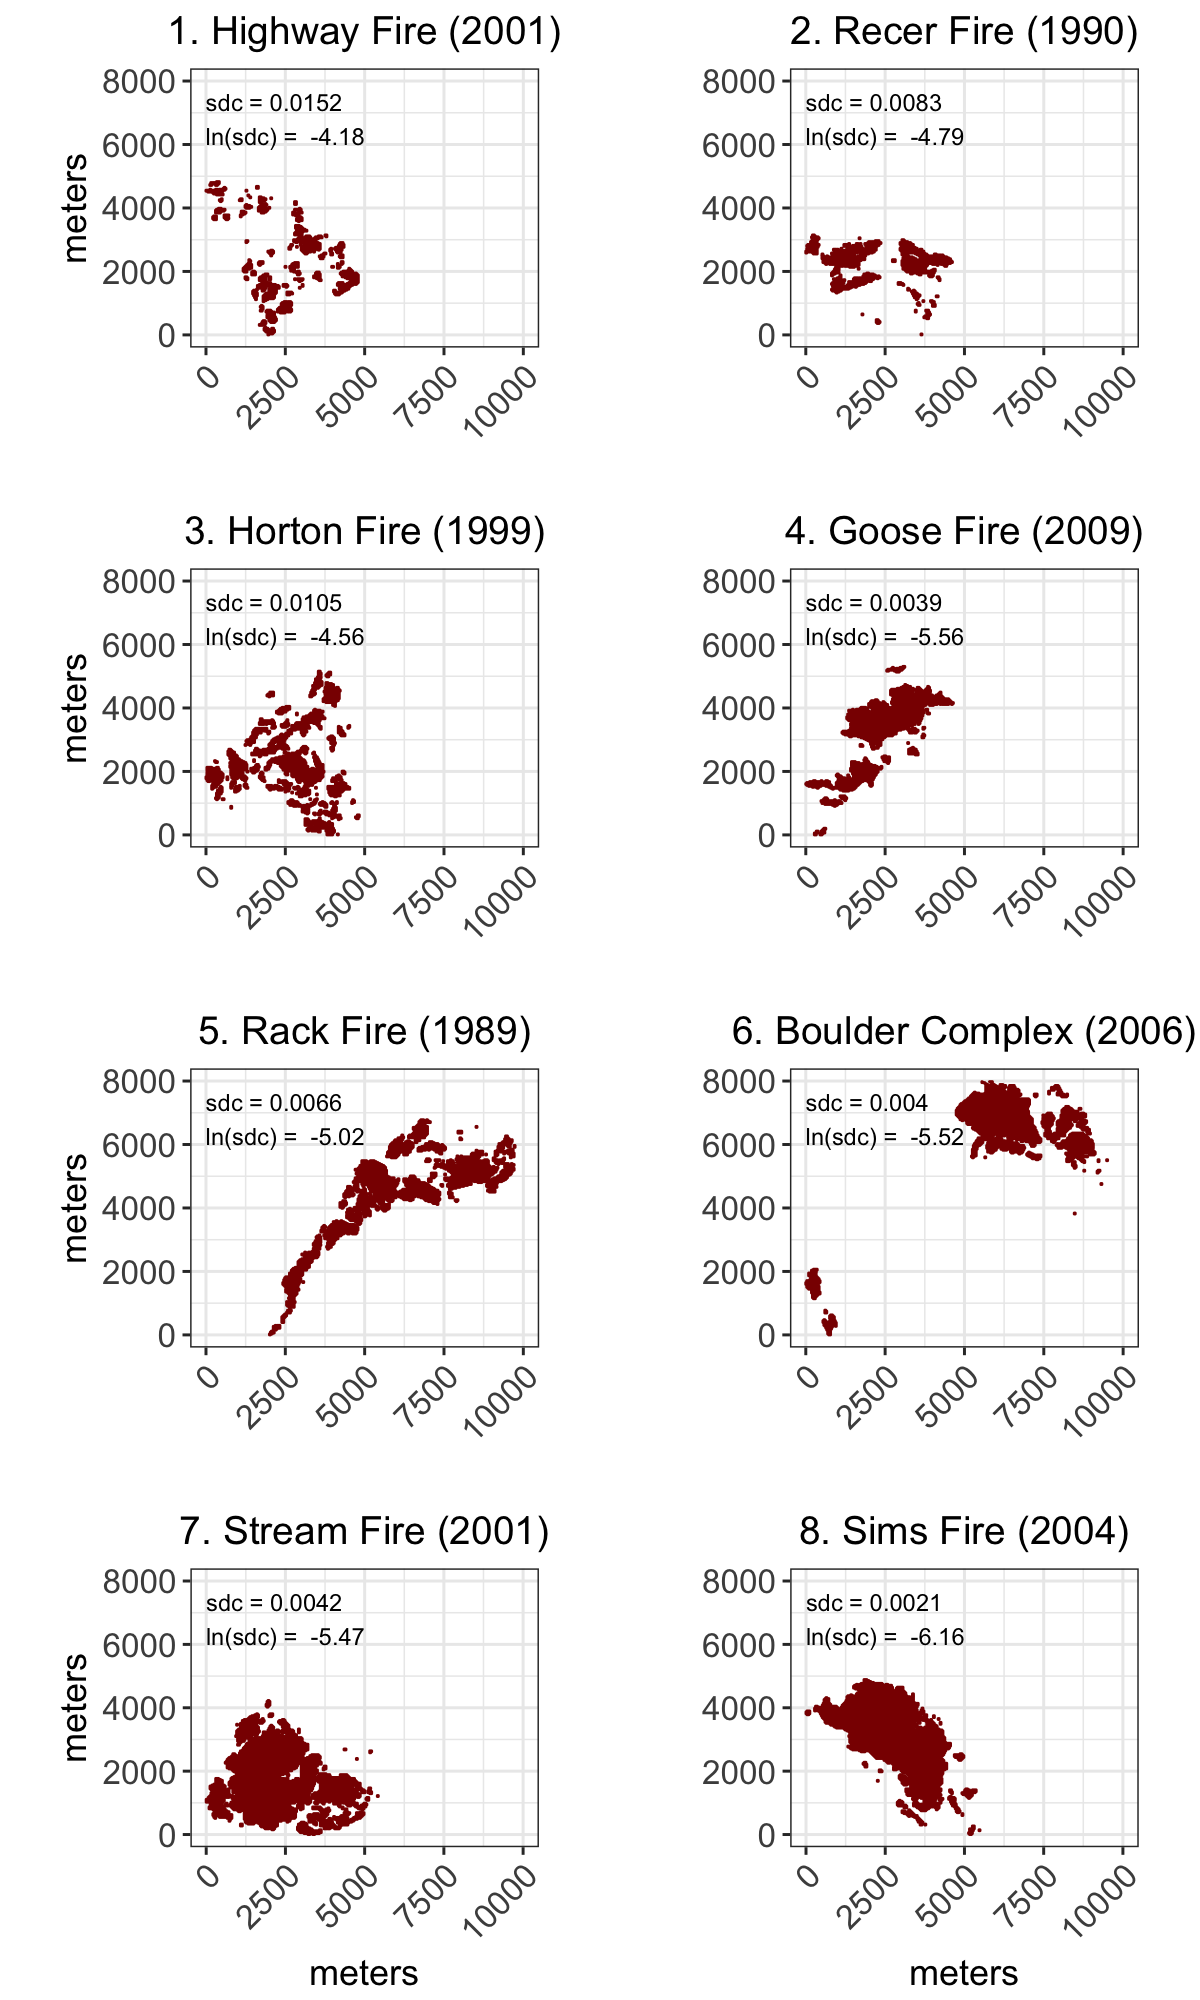 1. Highway Fire (2001)
8000
6000
4000
2000
0
meters
sdc = 0.0152
ln(sdc) = -4.18
0
2500
5000
7500
10000
2. Recer Fire (1990)
8000
6000
4000
2000
0
sdc = 0.0083
ln(sdc) = -4.79
0
2500
5000
7500
10000
3. Horton Fire (1999)
8000
6000
4000
2000
0
meters
sdc = 0.0105
ln(sdc) = -4.56
0
2500
5000
7500
10000
4. Goose Fire (2009)
8000
6000
4000
2000
0
sdc = 0.0039
ln(sdc) = -5.56
0
2500
5000
7500
10000
5. Rack Fire (1989)
8000
6000
4000
2000
0
meters
sdc = 0.0066
ln(sdc) = -5.02
0
2500
5000
7500
10000
6. Boulder Complex (2006)
8000
6000
4000
2000
0
sdc = 0.004
ln(sdc) = -5.52
0
2500
5000
7500
10000
7. Stream Fire (2001)
8000
6000
4000
2000
0
meters
sdc = 0.0042
ln(sdc) = -5.47
0
2500
5000
7500
10000
meters
8. Sims Fire (2004)
8000
6000
4000
2000
0
sdc = 0.0021
ln(sdc) = -6.16
0
2500
5000
7500
10000
meters